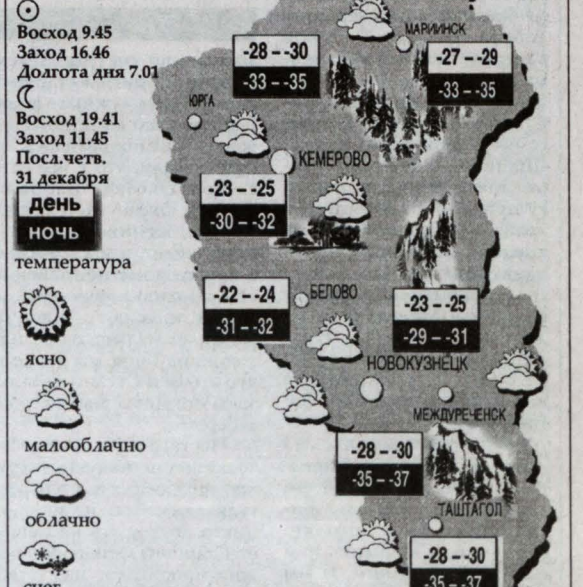 Восход 9.45
Заход 16.46
Долгота дня 7.01
Восход 19.41
Заход 11.45
Посл.четв.
31 декабря
день
ночь
температура
ясно
малооблачно
облачно
снег
МАРИИНСК
-28 – -30
-33 – -35
-27 – -29
-33 – -35
ЮРГА
КЕМЕРОВО
-23 – -25
-30 – -32
БЕЛОВО
-22 – -24
-31 – -32
-23 – -25
-29 – -31
НОВОКУЗНЕЦК
МЕЖДУРЕЧЕНСК
-28 – -30
-35 – -37
ТАШТАГОЛ
-28 – -30
-35 – -37